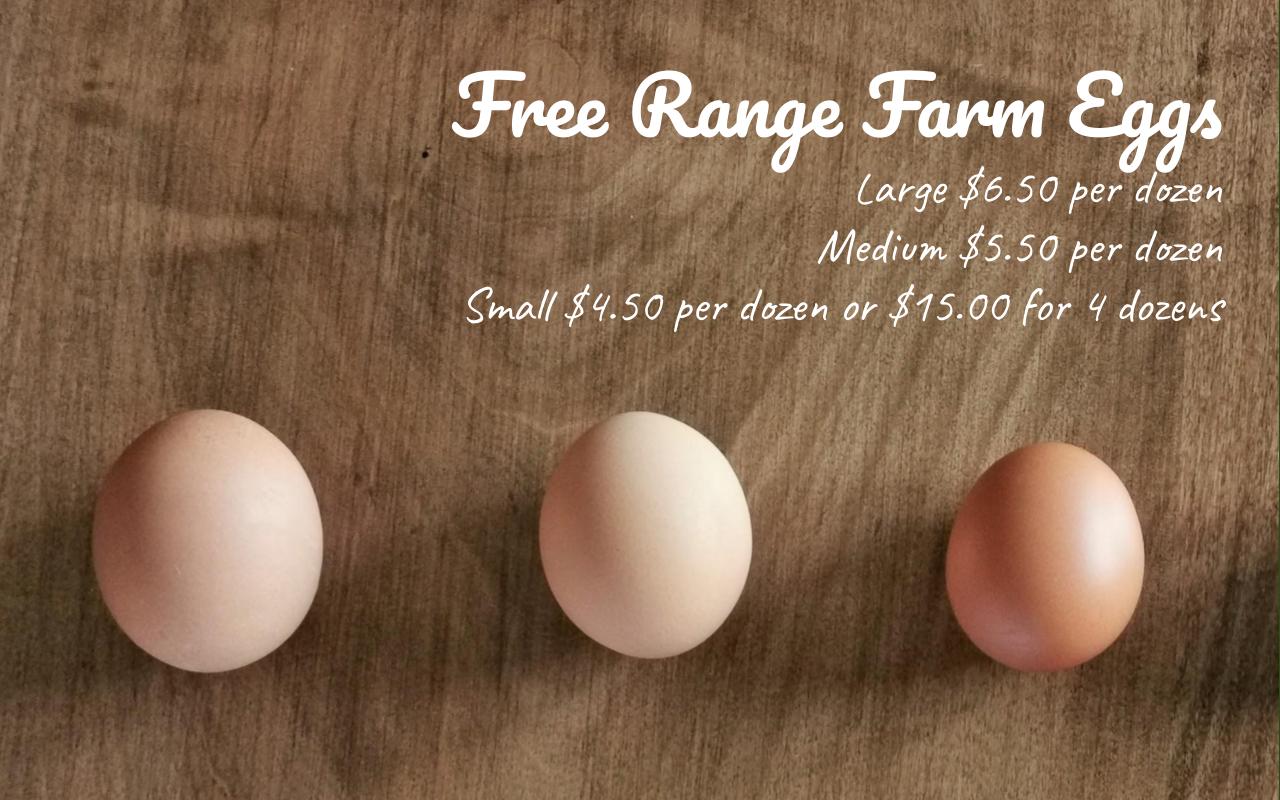 Free Range Farm Eggs
Large $6.50 per dozen
Medium $5.50 per dozen
Small $4.50 per dozen or $15.00 for 4 dozens